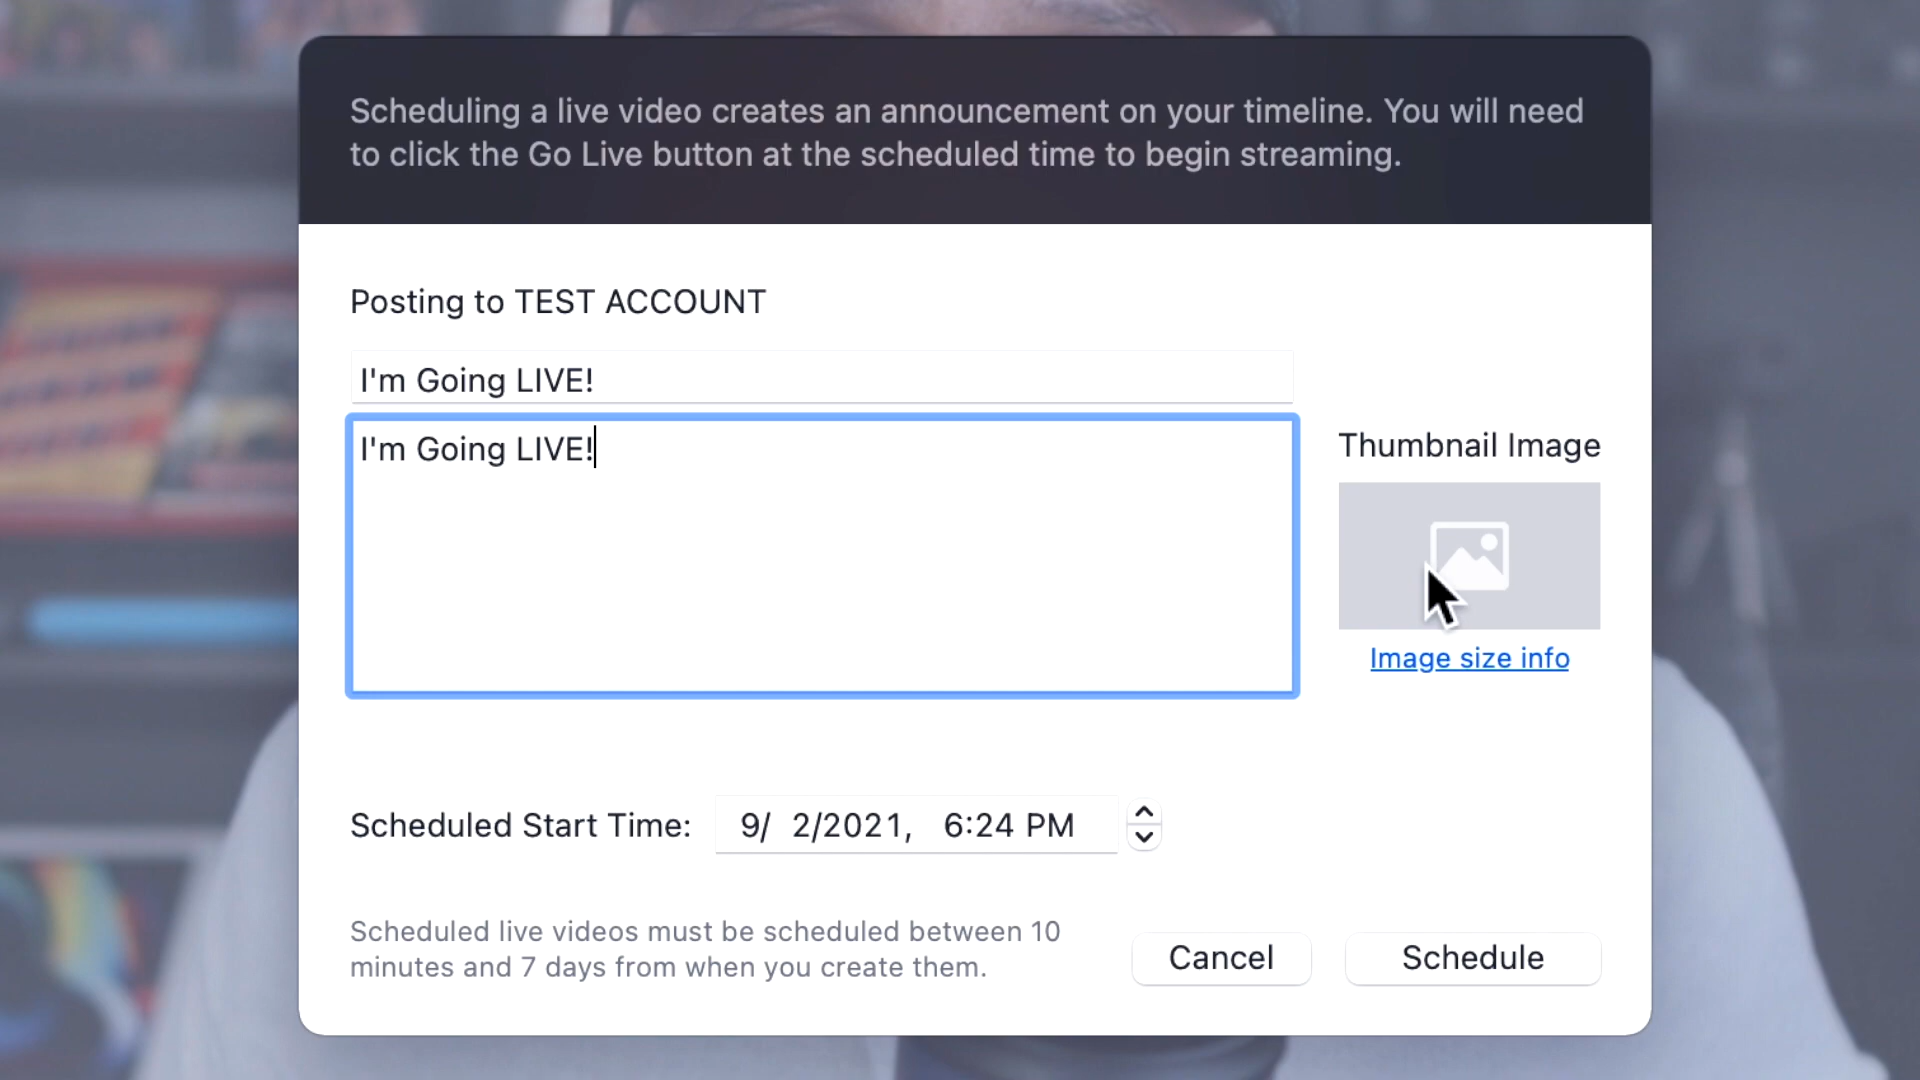 Scheduling a live video creates an announcement on your timeline. You will need
to click the Go Live button at the scheduled time to begin streaming.
Posting to TEST ACCOUNT
I'm Going LIVE!
I'm Going LIVE!
Thumbnail Image
Image size info
Scheduled Start Time: 9/ 2/2021, 6:24 PM
Scheduled live videos must be scheduled between 10
minutes and 7 days from when you create them.
Cancel
Schedule